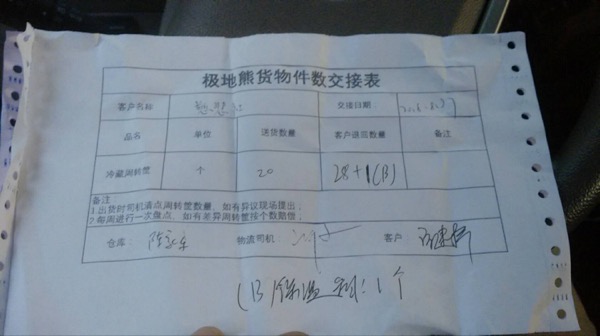 极地熊货物件数交接表
客户名称 交接日期
品名 单位 送货数量 客户退回数量 备注
冷藏周转筐 个 20 28+1(B)
备注
1.出货时司机清点周转筐数量，如有异议现场提出；
2.每周进行一次盘点，如有差异周转筐按个数赔偿；
仓库： 物流司机： 客户
(B)保温 : 1个